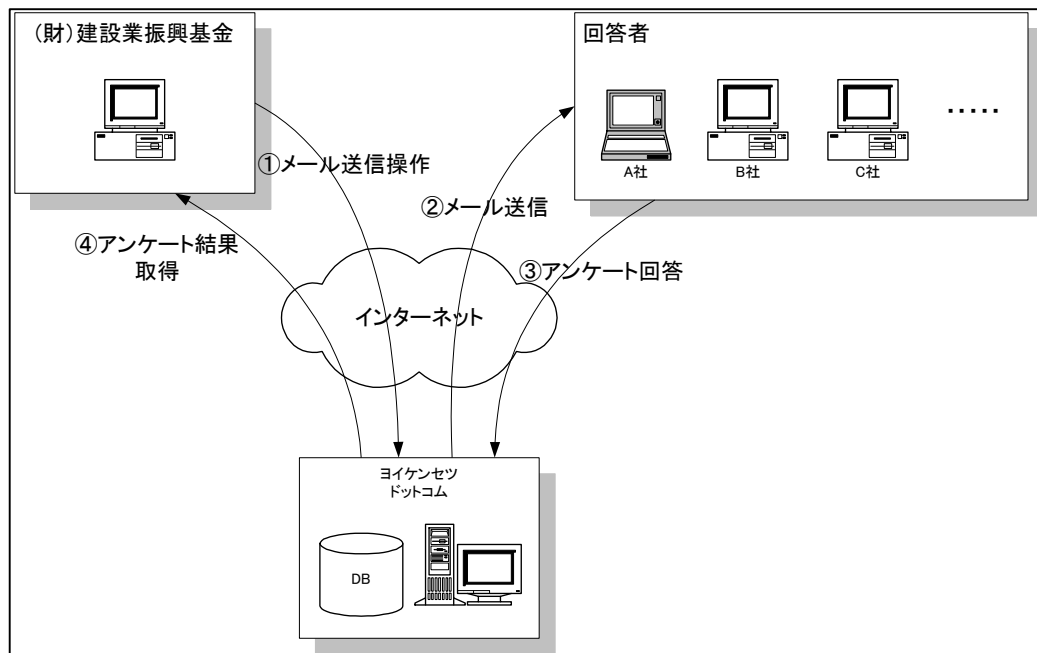 (財)建設業振興基金
回答者
A社
B社
C社
・・・・・
①メール送信操作
②メール送信
④アンケート結果
取得
③アンケート回答
インターネット
ヨイケンセツ
ドットコム
DB